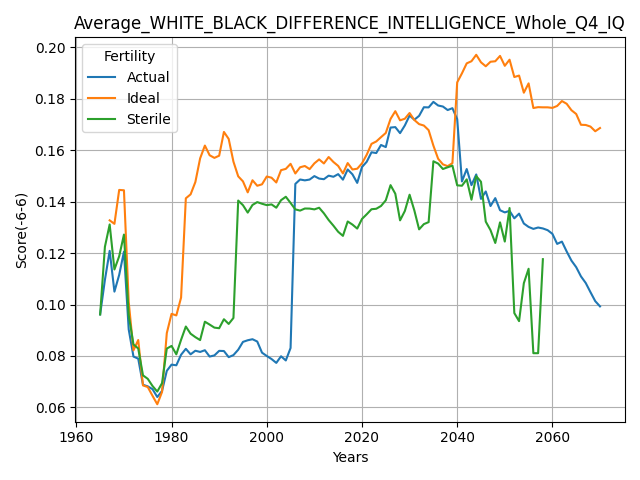 Average_WHITE_BLACK_DIFFERENCE_INTELLIGENCE_Whole_Q4_IQ
Fertility
Actual
Ideal
Sterile
Score(-6-6)
0.20
0.18
0.16
0.14
0.12
0.10
0.08
0.06
1960
1980
2000
2020
2040
2060
Years